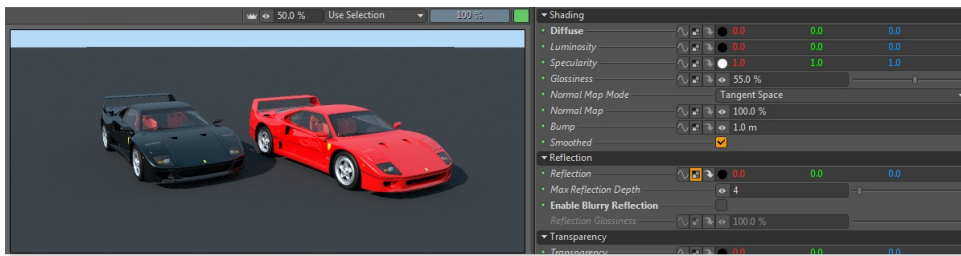 50.0 % Use Selection 100 %
Shading
Diffuse 0.0 0.0 0.0
Luminosity 0.0 0.0 0.0
Specularity 1.0 1.0 1.0
Glossiness 55.0 %
Normal Map Mode Tangent Space
Normal Map 100.0 %
Bump 1.0 m
Smoothed
Reflection
Reflection 0.0 0.0 0.0
Max Reflection Depth 4
Enable Blurry Reflection
Reflection Glossiness 100.0 %
Transparency
Transparency 0.0 0.0 0.0